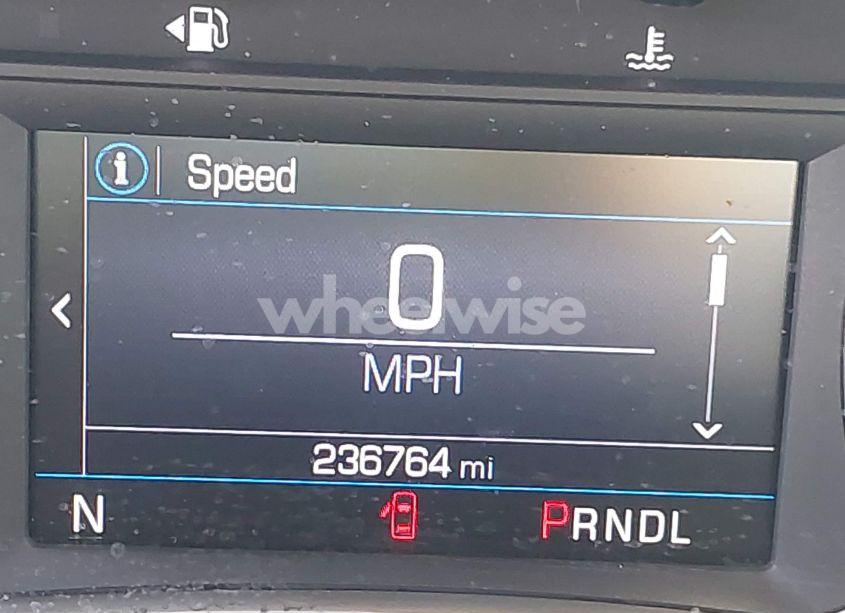 Speed
0
wheelwise
MPH
236764 mi
N PRNDL